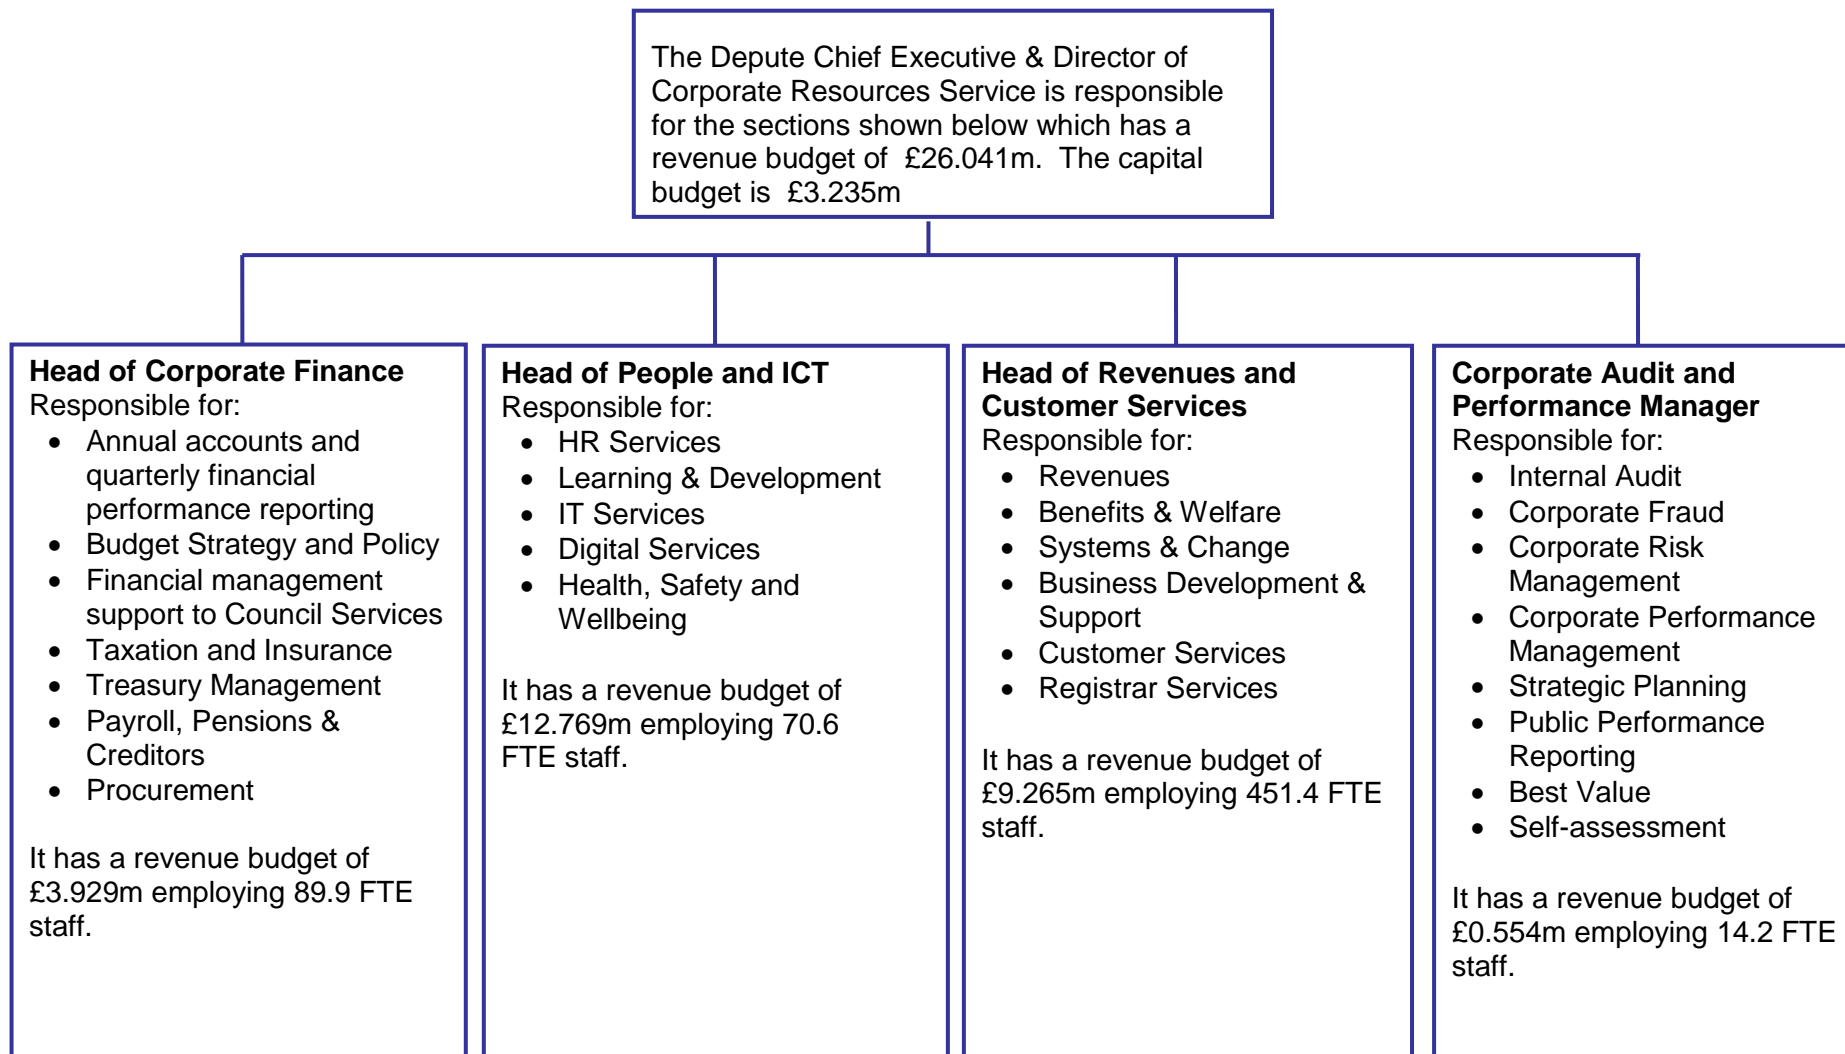 The Depute Chief Executive & Director of
Corporate Resources Service is responsible
for the sections shown below which has a
revenue budget of £26.041m. The capital
budget is £3.235m
Head of Corporate Finance
Responsible for:
• Annual accounts and
quarterly financial
performance reporting
• Budget Strategy and Policy
• Financial management
support to Council Services
• Taxation and Insurance
• Treasury Management
• Payroll, Pensions &
Creditors
• Procurement
It has a revenue budget of
£3.929m employing 89.9 FTE
staff.
Head of People and ICT
Responsible for:
• HR Services
• Learning & Development
• IT Services
• Digital Services
• Health, Safety and
Wellbeing
It has a revenue budget of
£12.769m employing 70.6
FTE staff.
Head of Revenues and
Customer Services
Responsible for:
• Revenues
• Benefits & Welfare
• Systems & Change
• Business Development &
Support
• Customer Services
• Registrar Services
It has a revenue budget of
£9.265m employing 451.4 FTE
staff.
Corporate Audit and
Performance Manager
Responsible for:
• Internal Audit
• Corporate Fraud
• Corporate Risk
Management
• Corporate Performance
Management
• Strategic Planning
• Public Performance
Reporting
• Best Value
• Self-assessment
It has a revenue budget of
£0.554m employing 14.2 FTE
staff.